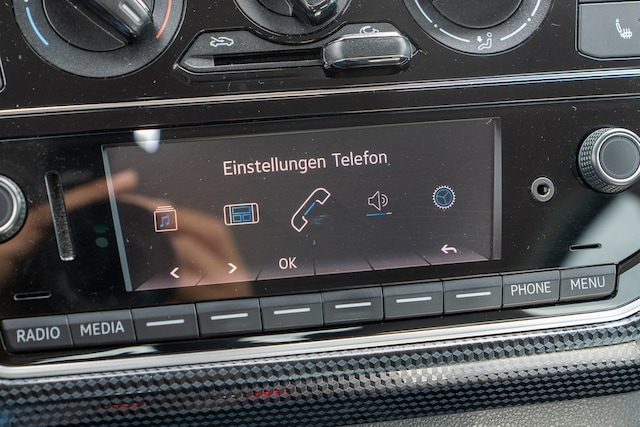 Einstellungen Telefon
OK
RADIO MEDIA PHONE MENU